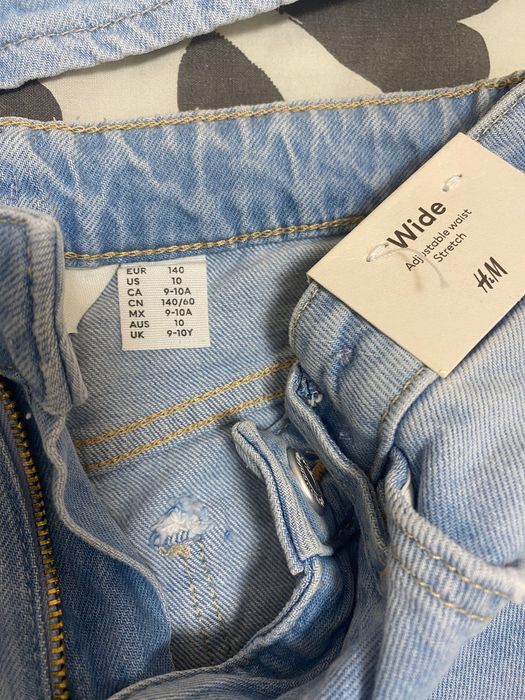 EUR 140
US 10
CA 9-10A
CN 140/60
MX 9-10A
AUS 10
UK 9-10Y
Wide
Adjustable waist
Stretch
H&M